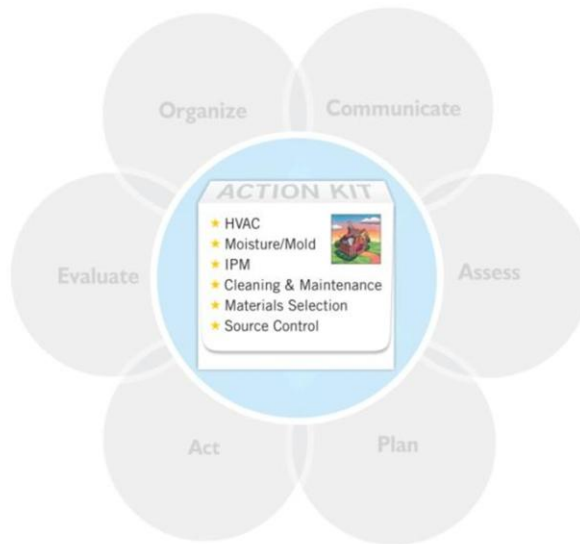 Organize
Communicate
ACTION KIT
HVAC
Moisture/Mold
IPM
Cleaning & Maintenance
Materials Selection
Source Control
Evaluate
Assess
Act
Plan